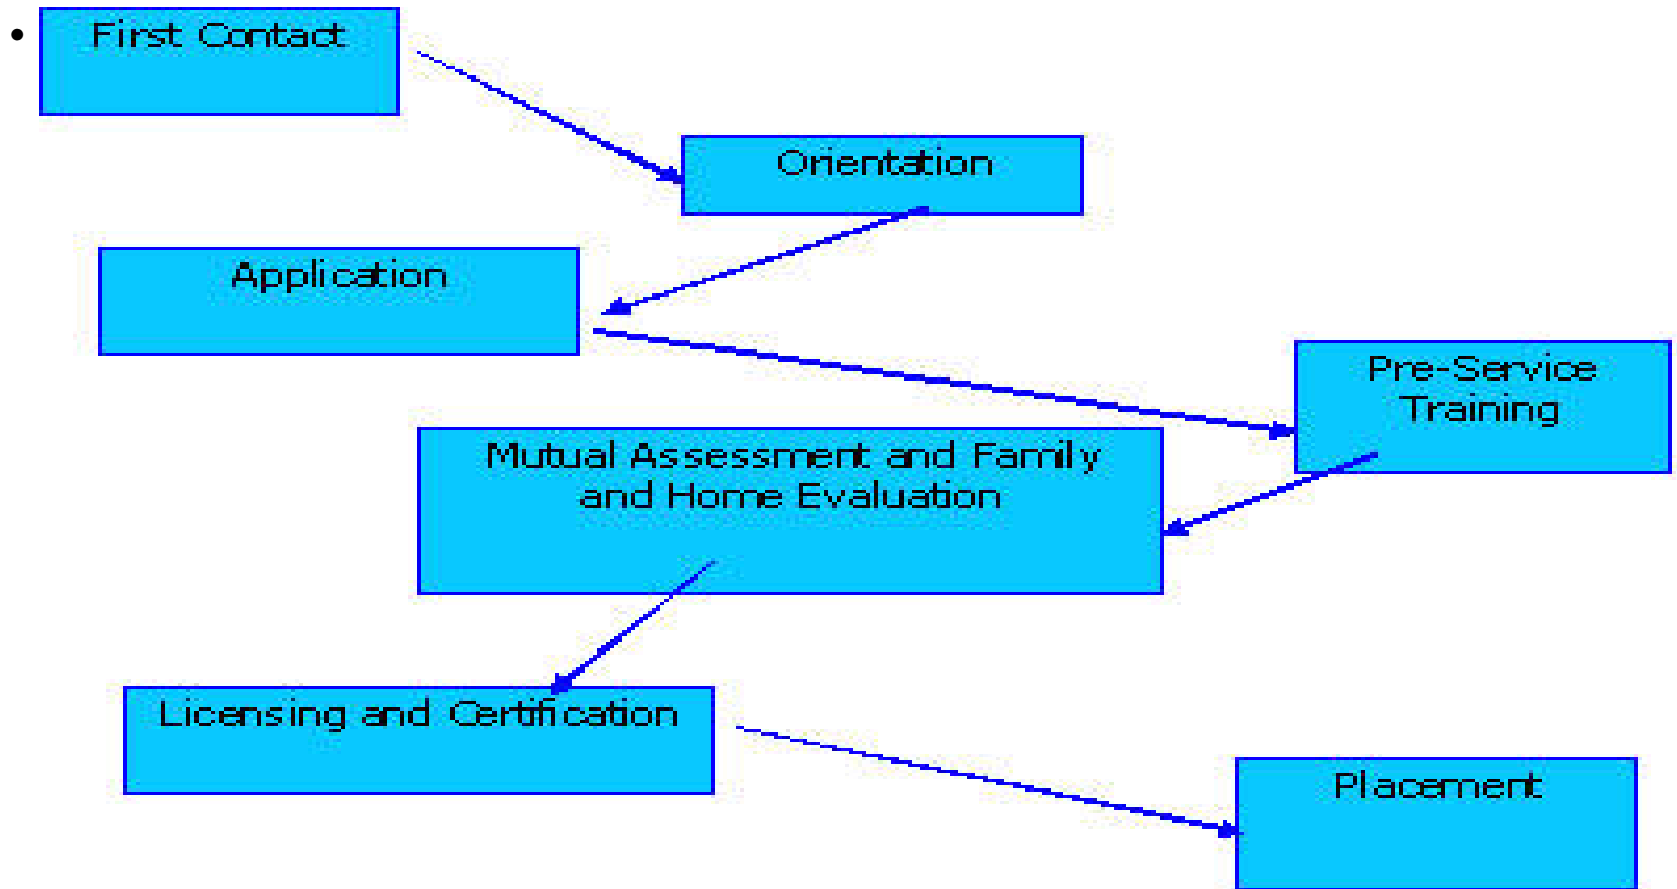 • First Contact
Orientation
Application
Pre-Service
Training
Mutual Assessment and Family
and Home Evaluation
Licensing and Certification
Placement